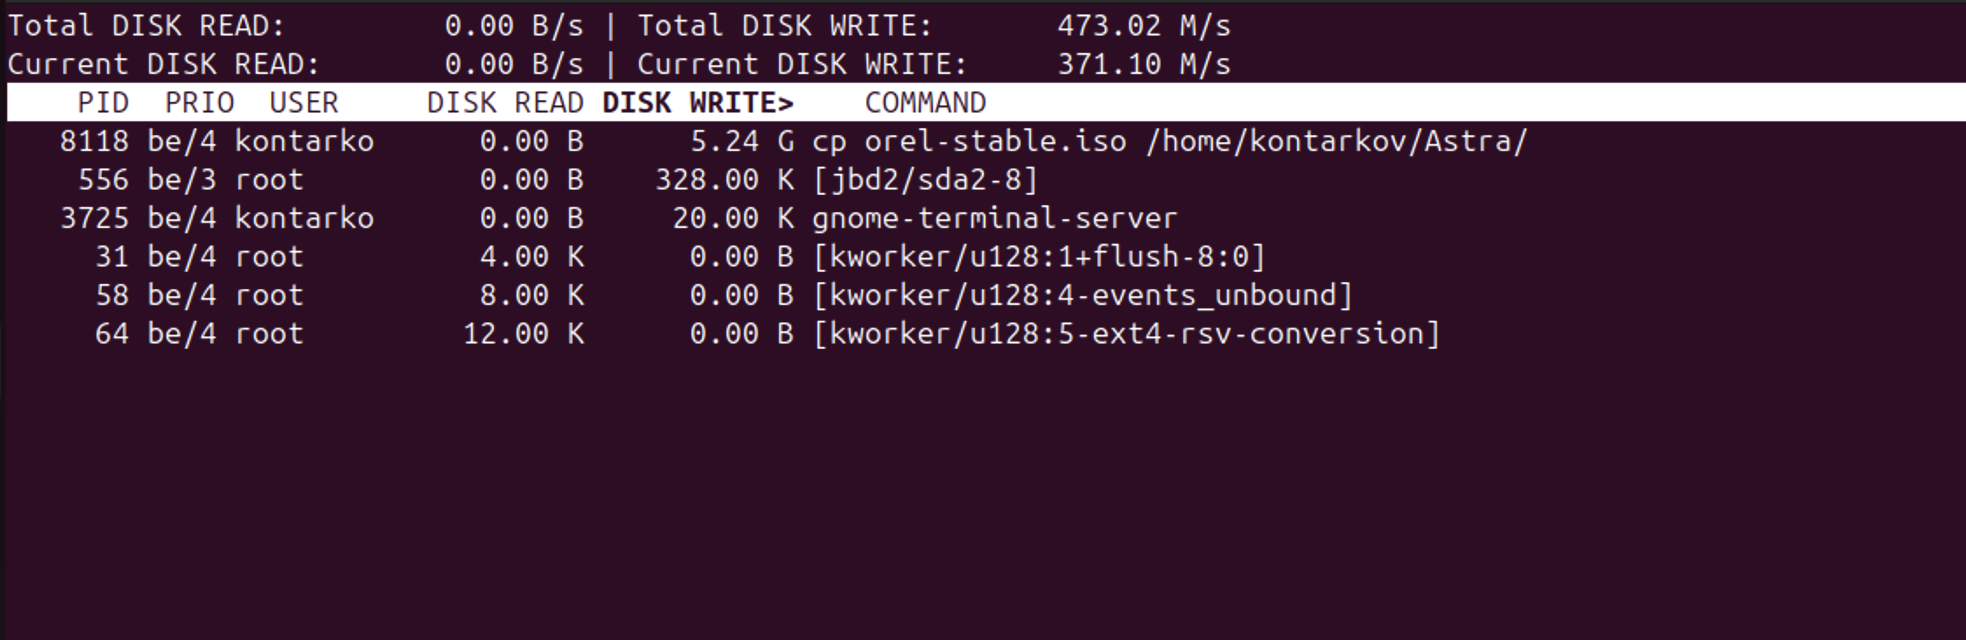 Total DISK READ:         0.00 B/s | Total DISK WRITE:       473.02 M/s
Current DISK READ:       0.00 B/s | Current DISK WRITE:     371.10 M/s
    PID  PRIO  USER     DISK READ DISK WRITE>    COMMAND
   8118 be/4 kontarko      0.00 B      5.24 G cp orel-stable.iso /home/kontarkov/Astra/
    556 be/3 root          0.00 B    328.00 K [jbd2/sda2-8]
   3725 be/4 kontarko      0.00 B     20.00 K gnome-terminal-server
     31 be/4 root          4.00 K      0.00 B [kworker/u128:1+flush-8:0]
     58 be/4 root          8.00 K      0.00 B [kworker/u128:4-events_unbound]
     64 be/4 root         12.00 K      0.00 B [kworker/u128:5-ext4-rsv-conversion]